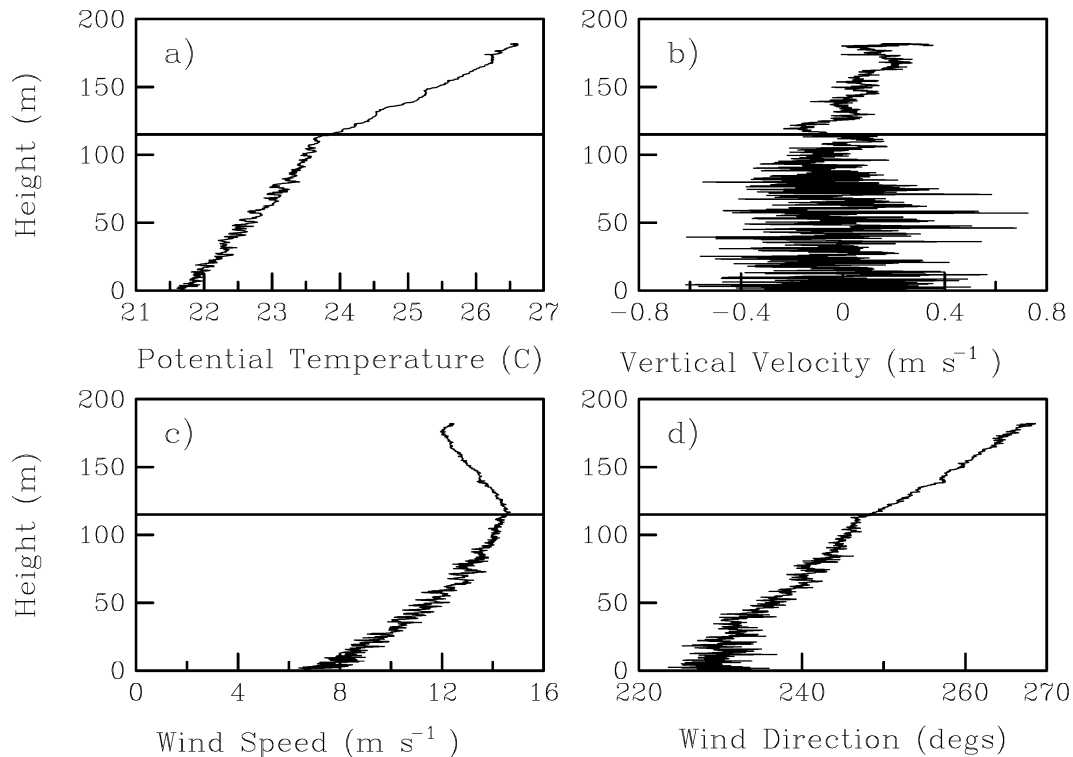 a)
200
150
100
50
0
Height (m)
21 22 23 24 25 26 27
Potential Temperature (C)
b)
200
150
100
50
0
−0.8 −0.4 0 0.4 0.8
Vertical Velocity (m s⁻¹)
c)
200
150
100
50
0
Height (m)
0 4 8 12 16
Wind Speed (m s⁻¹)
d)
200
150
100
50
0
220 240 260 270
Wind Direction (degs)